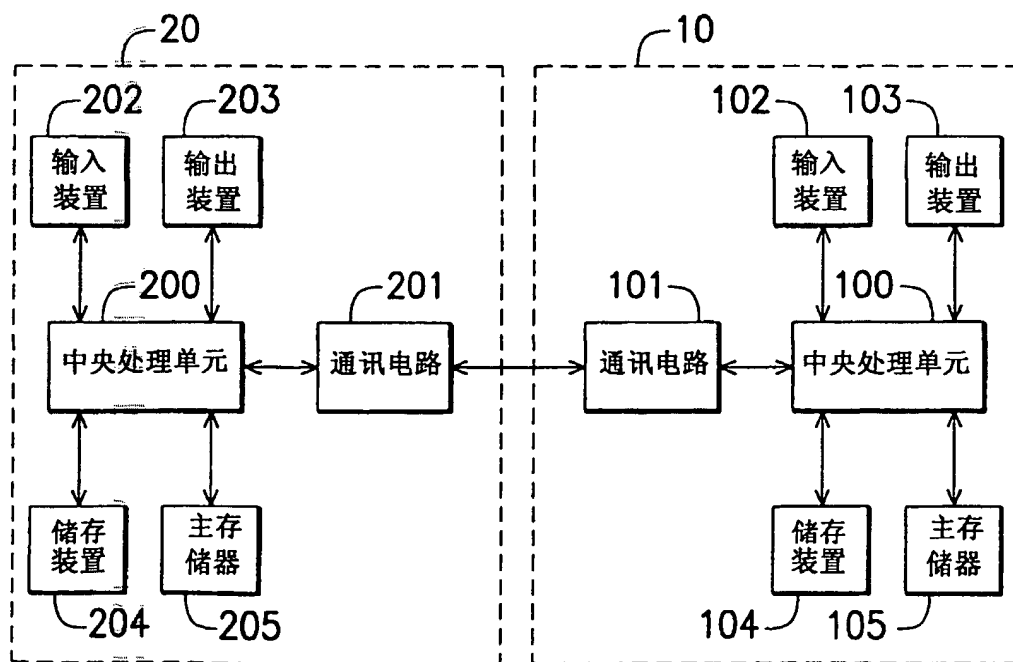 20
10
202
203
102
103
输入
装置
输出
装置
输入
装置
输出
装置
200
201
101
100
中央处理单元
通讯电路
通讯电路
中央处理单元
储存
装置
主存
储器
储存
装置
主存
储器
204
205
104
105